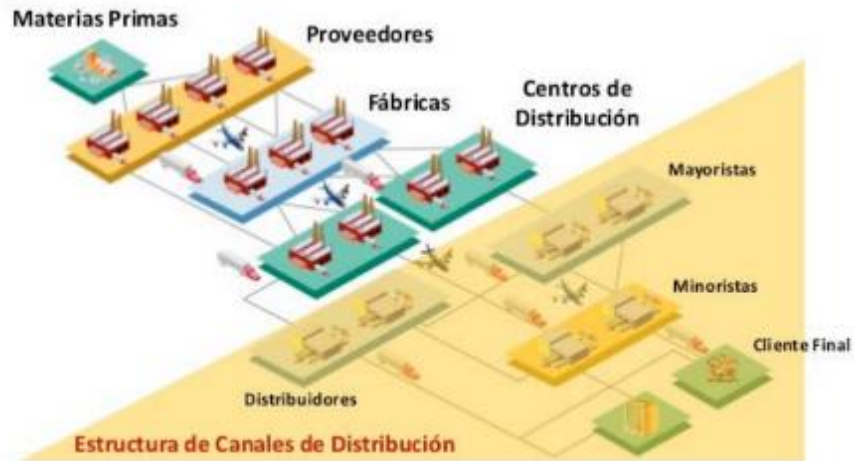 Materias Primas
Proveedores
Fábricas
Centros de
Distribución
Mayoristas
Minoristas
Cliente Final
Distribuidores
Estructura de Canales de Distribución